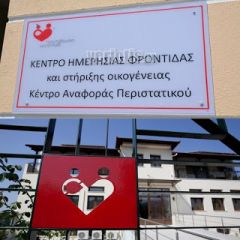 ΚΕΝΤΡΟ ΗΜΕΡΗΣΙΑΣ ΦΡΟΝΤΙΔΑΣ
και στήριξης οικογένειας
Κέντρο Αναφοράς Περιστατικού